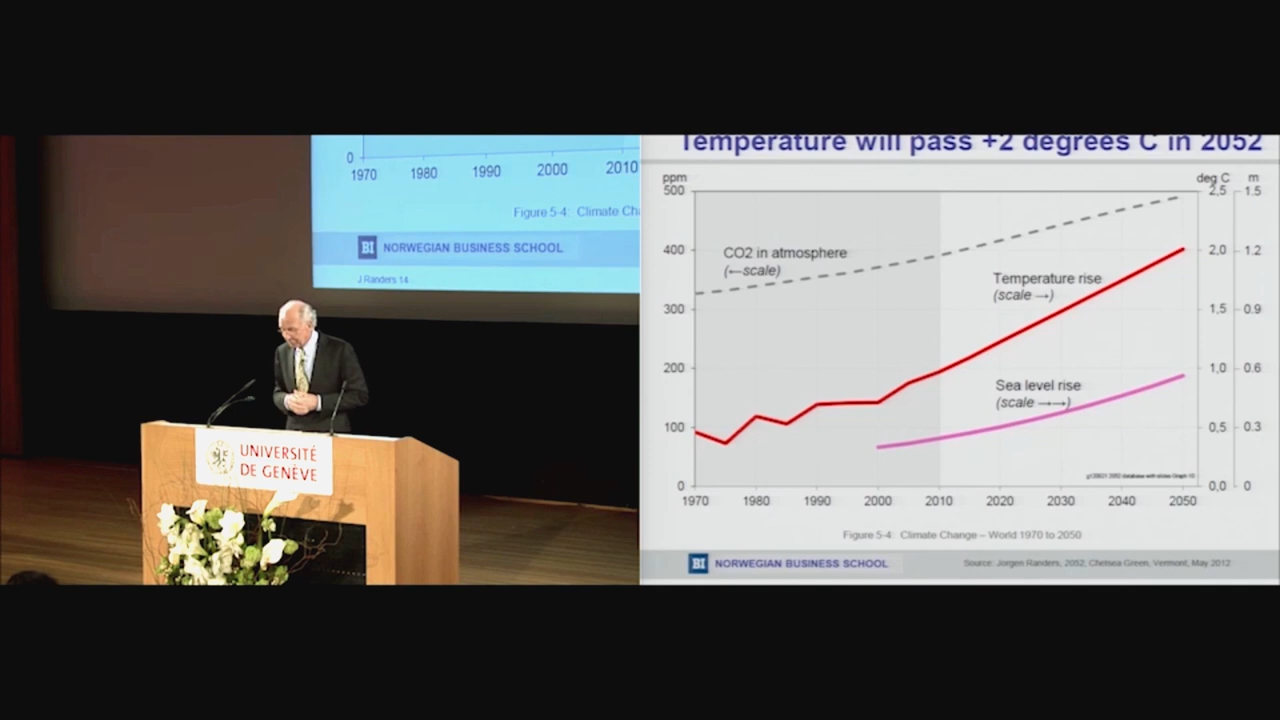 0
1970 1980 1990 2000 2010
Figure 5-4: Climate Cha
BI NORWEGIAN BUSINESS SCHOOL
J Randers 14
UNIVERSITÉ
DE GENÈVE
Temperature will pass +2 degrees C in 2052
ppm deg C m
500 2,5 1.5
400 2,0 1.2
300 1,5 0.9
200 1,0 0.6
100 0,5 0.3
0 0,0 0
CO2 in atmosphere
(←scale)
Temperature rise
(scale →)
Sea level rise
(scale →→)
1970 1980 1990 2000 2010 2020 2030 2040 2050
Figure 5-4: Climate Change – World 1970 to 2050
BI NORWEGIAN BUSINESS SCHOOL
Source: Jorgen Randers, 2052, Chelsea Green, Vermont, May 2012